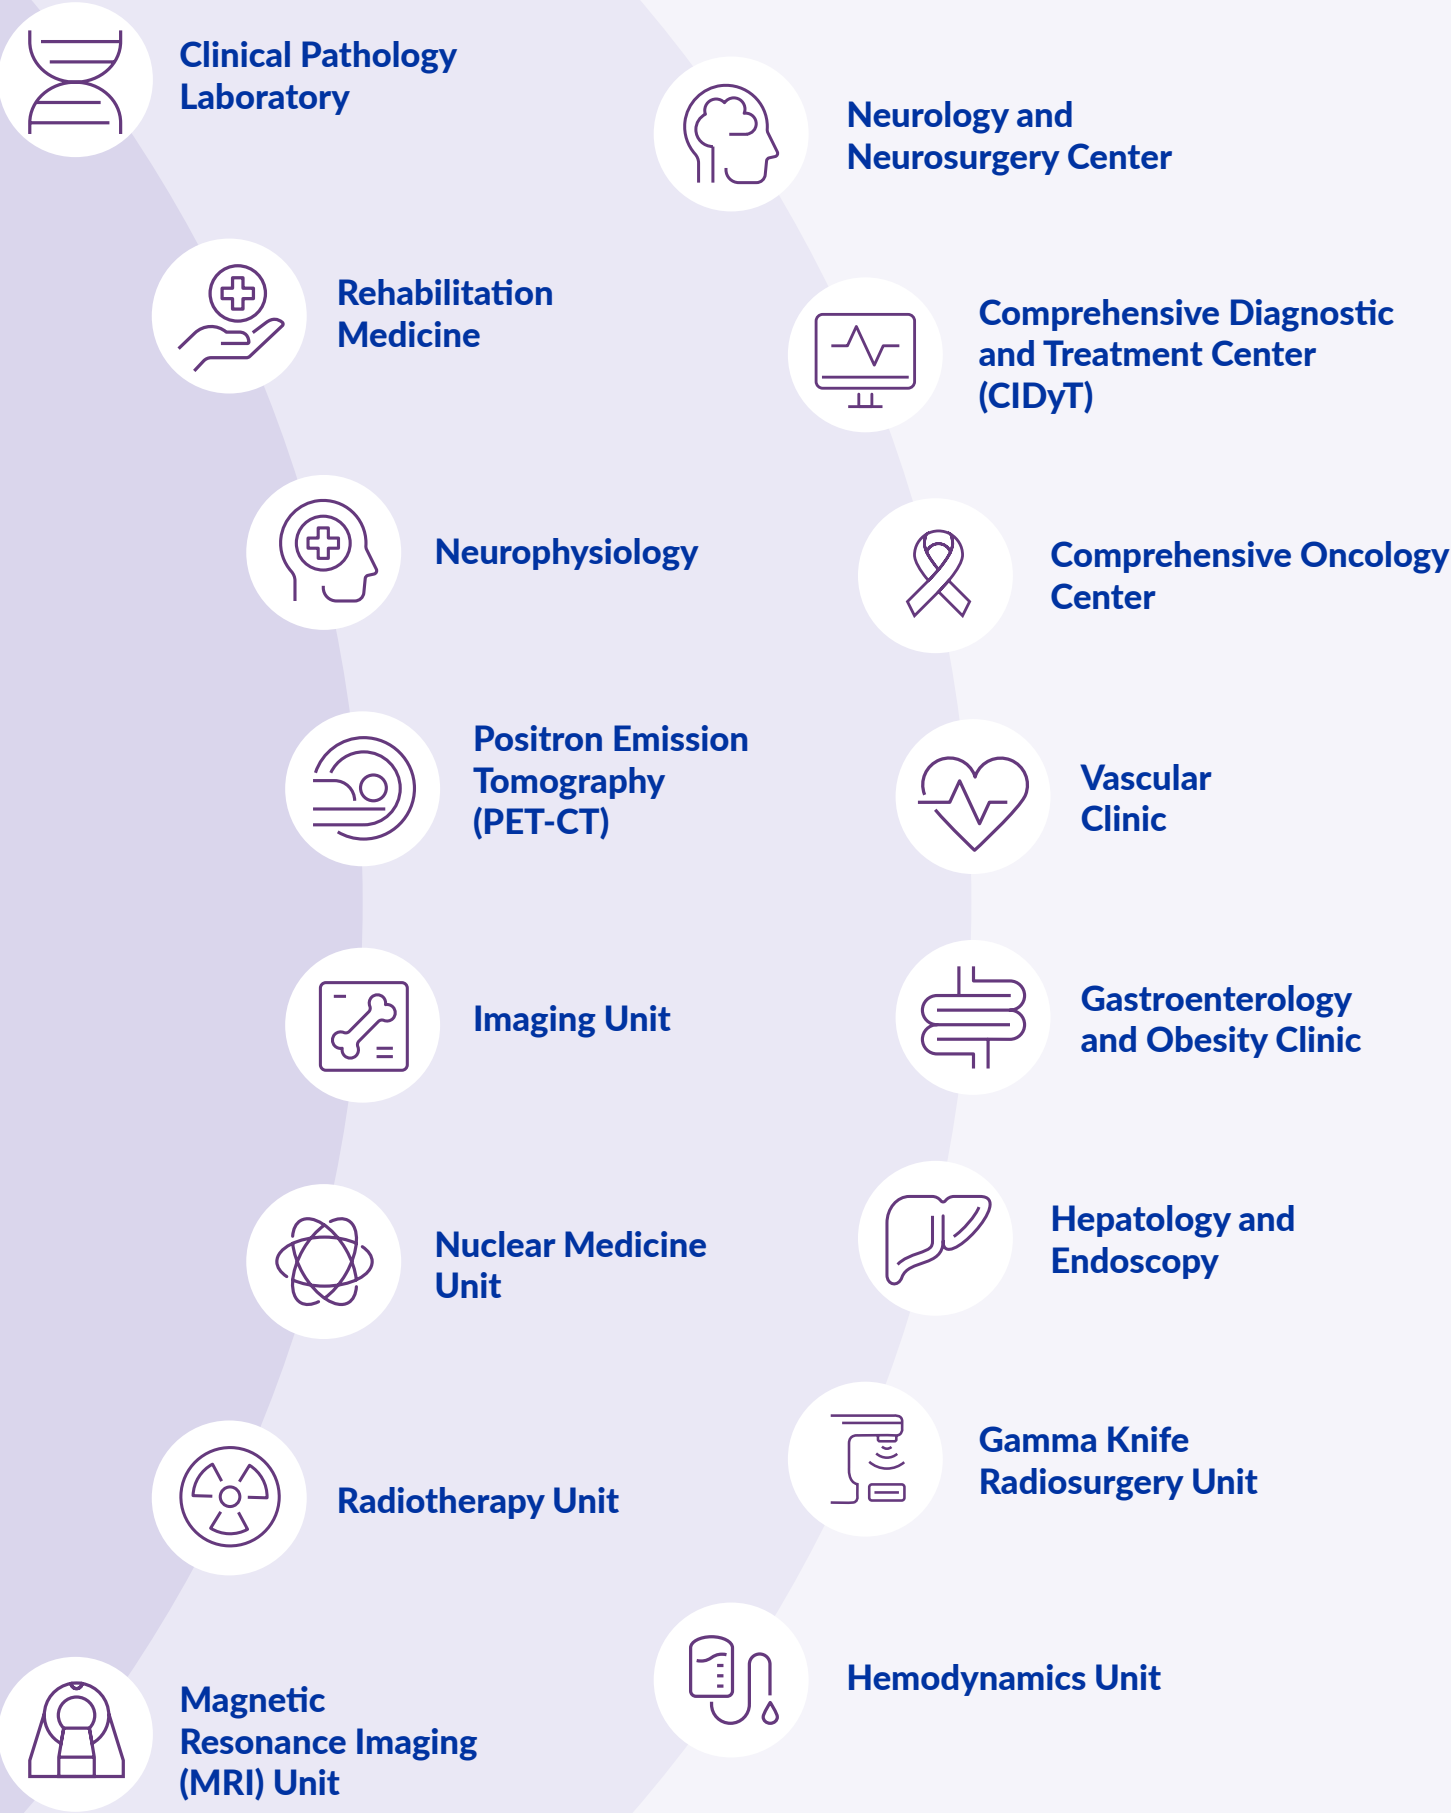 Clinical Pathology
Laboratory
Rehabilitation
Medicine
Neurophysiology
Positron Emission
Tomography
(PET-CT)
Imaging Unit
Nuclear Medicine
Unit
Radiotherapy Unit
Magnetic
Resonance Imaging
(MRI) Unit
Neurology and
Neurosurgery Center
Comprehensive Diagnostic
and Treatment Center
(CIDyT)
Comprehensive Oncology
Center
Vascular
Clinic
Gastroenterology
and Obesity Clinic
Hepatology and
Endoscopy
Gamma Knife
Radiosurgery Unit
Hemodynamics Unit